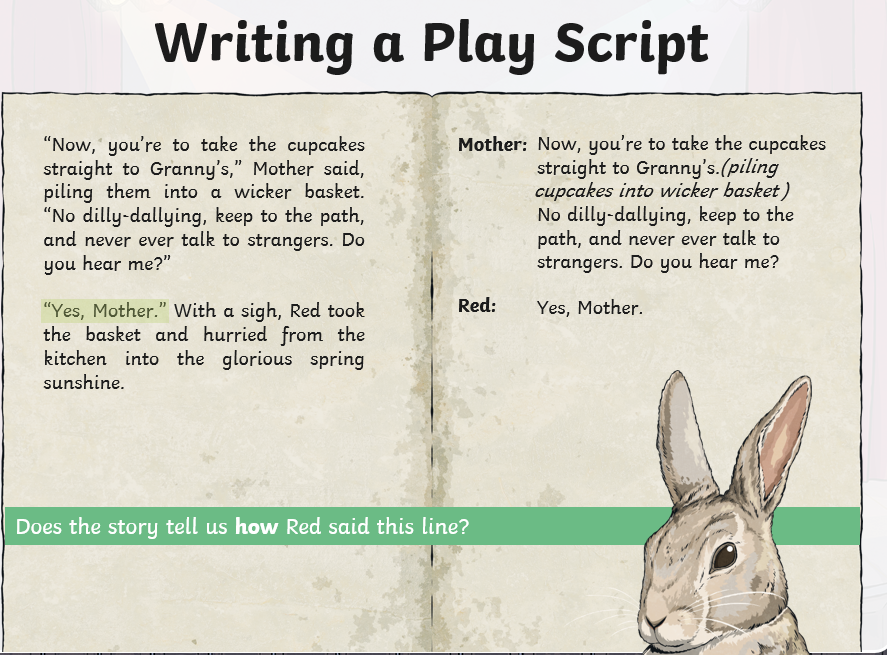 Writing a Play Script
“Now, you’re to take the cupcakes
straight to Granny’s,” Mother said,
piling them into a wicker basket.
“No dilly-dallying, keep to the path,
and never ever talk to strangers. Do
you hear me?”
“Yes, Mother.” With a sigh, Red took
the basket and hurried from the
kitchen into the glorious spring
sunshine.
Mother: Now, you’re to take the cupcakes
straight to Granny’s.(piling
cupcakes into wicker basket )
No dilly-dallying, keep to the
path, and never ever talk to
strangers. Do you hear me?
Red: Yes, Mother.
Does the story tell us how Red said this line?